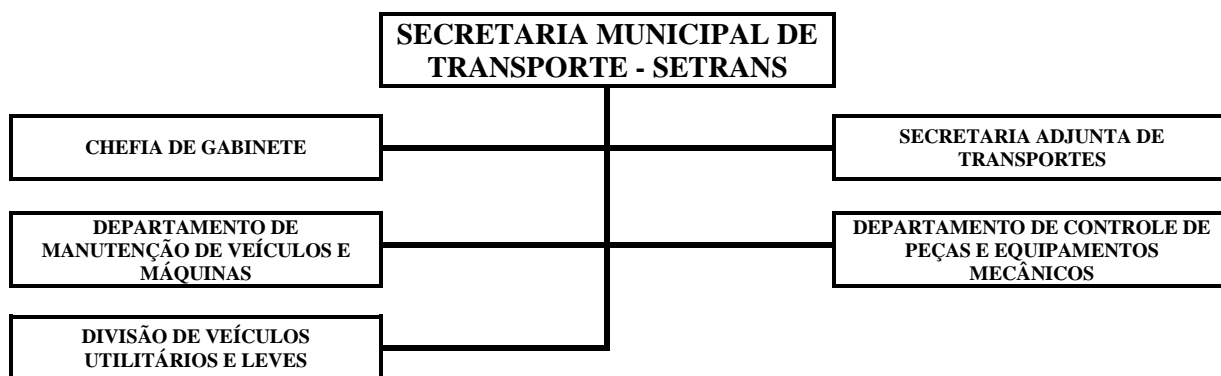 SECRETARIA MUNICIPAL DE
TRANSPORTE - SETRANS
CHEFIA DE GABINETE
SECRETARIA ADJUNTA DE
TRANSPORTES
DEPARTAMENTO DE
MANUTENÇÃO DE VEÍCULOS E
MÁQUINAS
DEPARTAMENTO DE CONTROLE DE
PEÇAS E EQUIPAMENTOS
MECÂNICOS
DIVISÃO DE VEÍCULOS
UTILITÁRIOS E LEVES